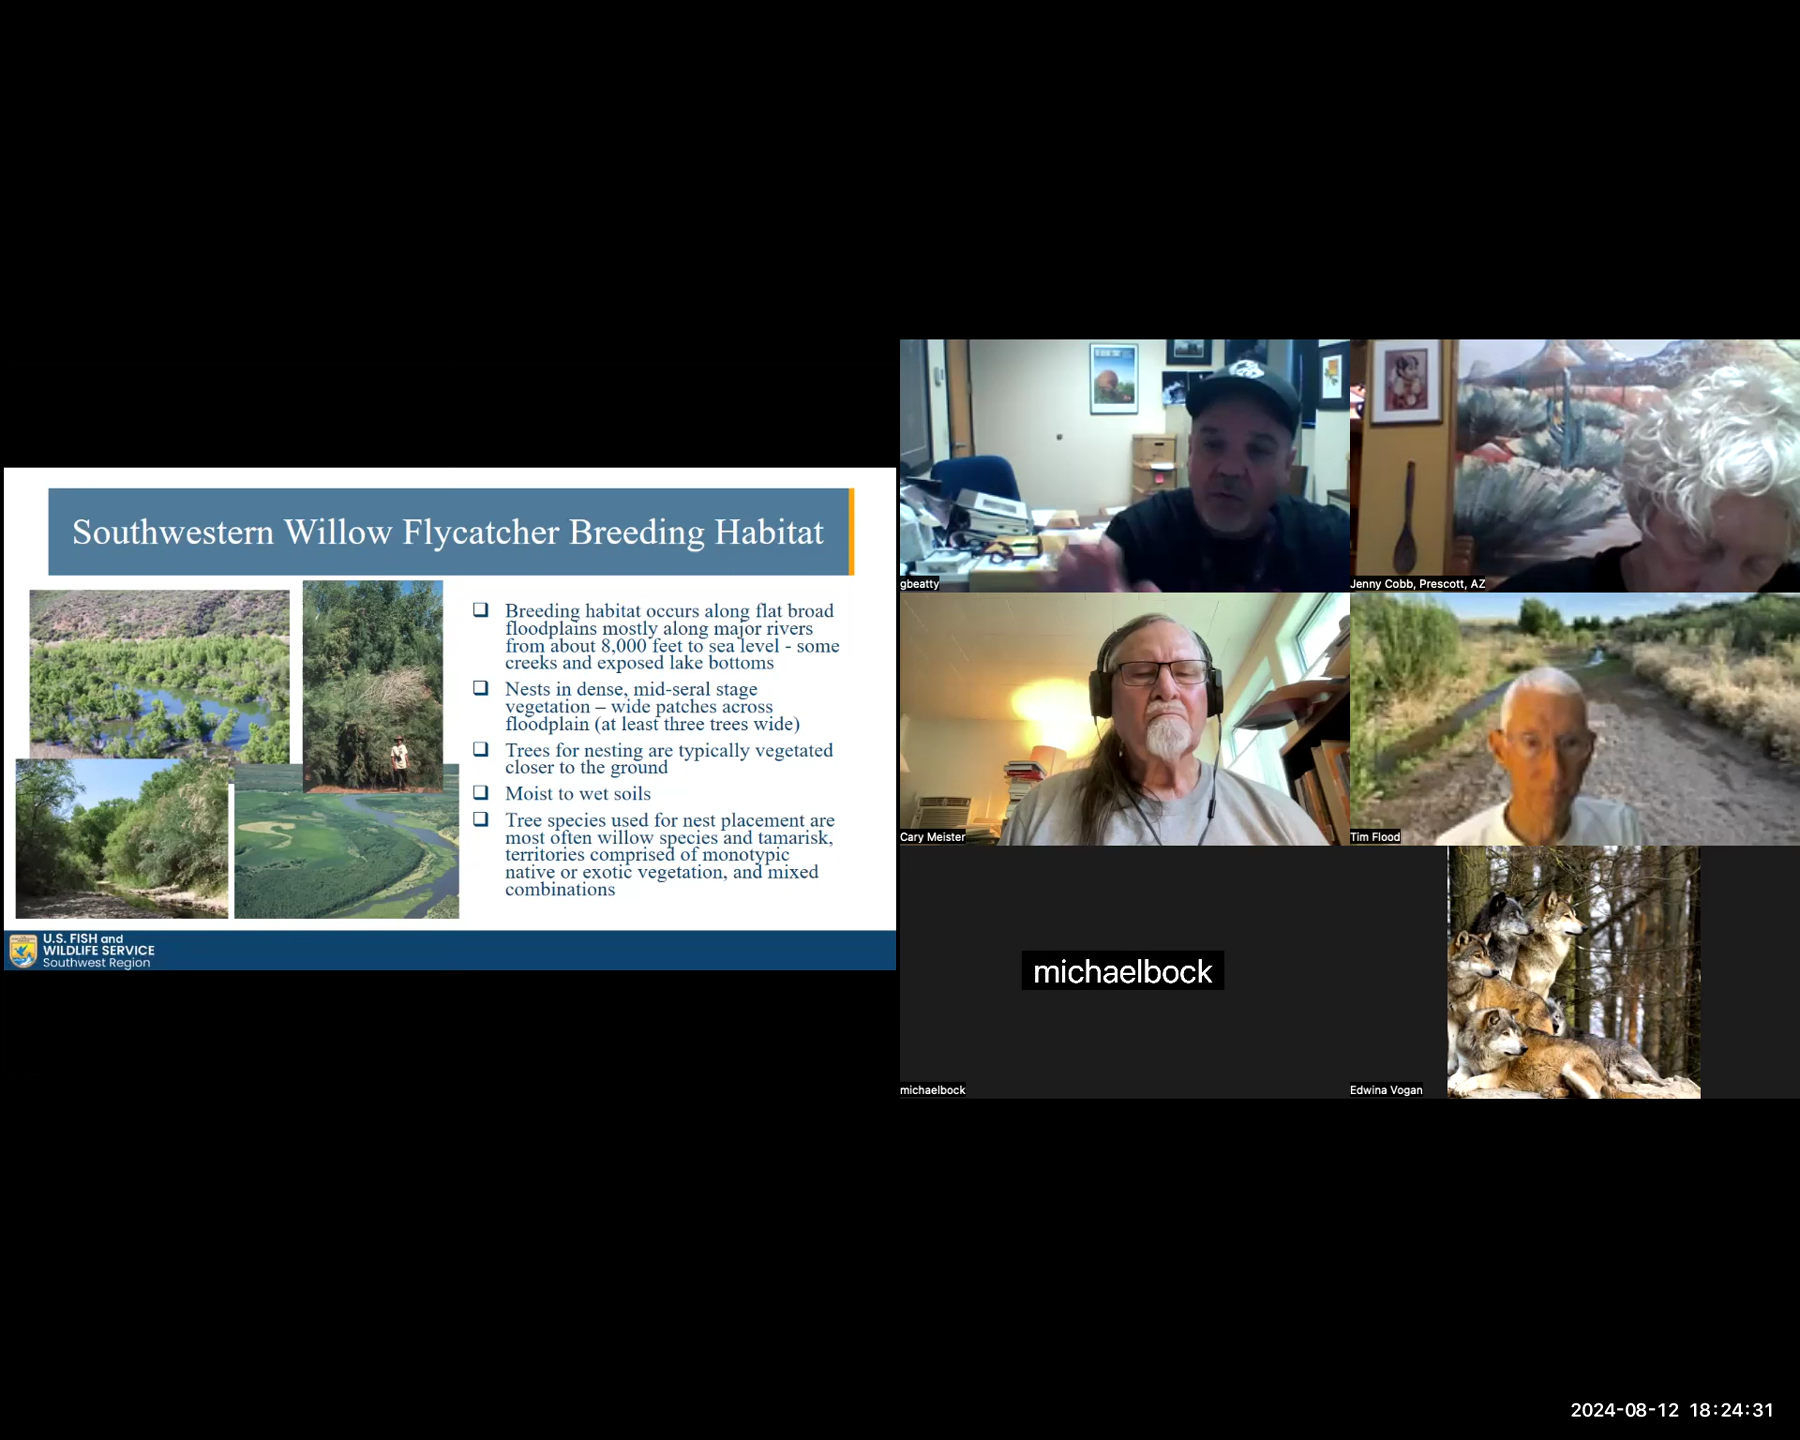 Southwestern Willow Flycatcher Breeding Habitat
❑ Breeding habitat occurs along flat broad
floodplains mostly along major rivers
from about 8,000 feet to sea level - some
creeks and exposed lake bottoms
❑ Nests in dense, mid-seral stage
vegetation – wide patches across
floodplain (at least three trees wide)
❑ Trees for nesting are typically vegetated
closer to the ground
❑ Moist to wet soils
❑ Tree species used for nest placement are
most often willow species and tamarisk,
territories comprised of monotypic
native or exotic vegetation, and mixed
combinations
U.S. FISH and
WILDLIFE SERVICE
Southwest Region
gbeatty
Jenny Cobb, Prescott, AZ
Cary Meister
Tim Flood
michaelbock
michaelbock
Edwina Vogan
2024-08-12 18:24:31